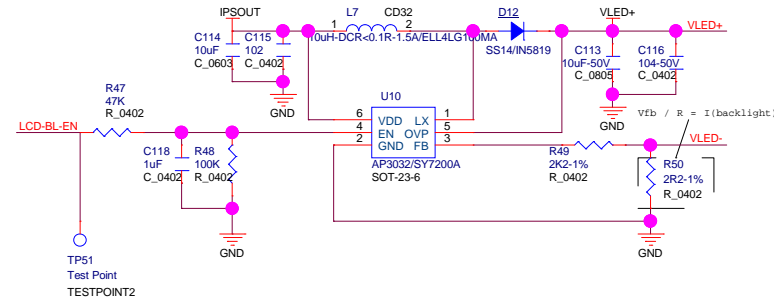 IPSOUT
L7
CD32
D12
VLED+
VLED+
1
2
C114
10uF
C_0603
C115
102
C_0402
10uH-DCR<0.1R-1.5A/ELL4LG100MA
SS14/IN5819
C113
10uF-50V
C_0805
C116
104-50V
C_0402
GND
GND
R47
47K
R_0402
U10
Vfb / R = I(backlight)
LCD-BL-EN
6
4
2
VDD
EN
GND
LX
OVP
FB
1
5
3
VLED-
C118
1uF
C_0402
R48
100K
R_0402
AP3032/SY7200A
SOT-23-6
R49
2K2-1%
R_0402
R50
2R2-1%
R_0402
GND
GND
TP51
Test Point
TESTPOINT2